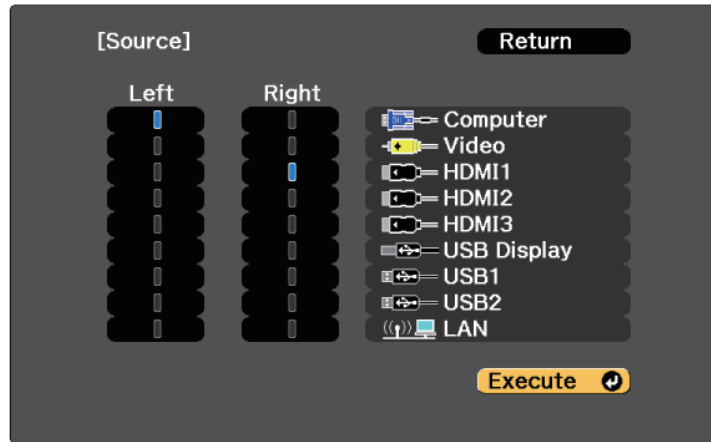 [Source] Return
Left Right
Computer
Video
HDMI1
HDMI2
HDMI3
USB Display
USB1
USB2
LAN
Execute